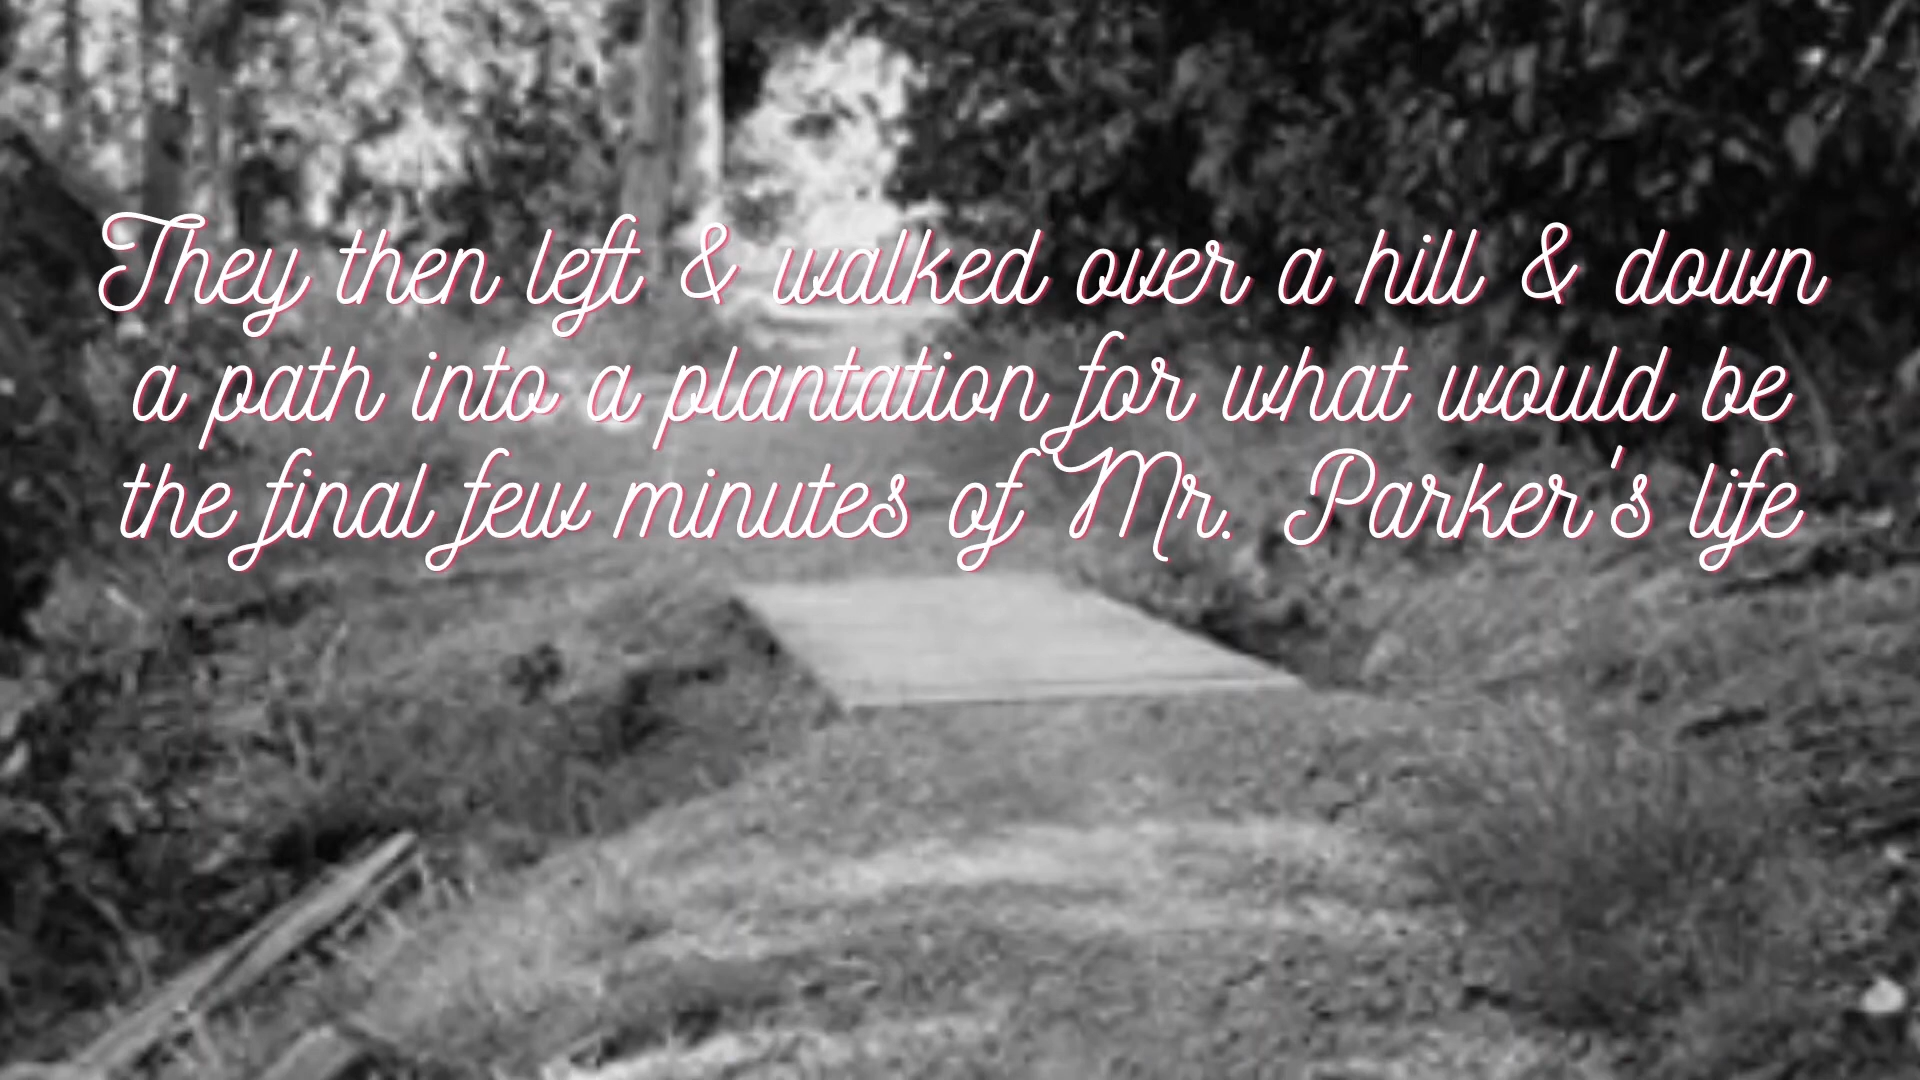 They then left & walked over a hill & down
a path into a plantation for what would be
the final few minutes of Mr. Parker's life